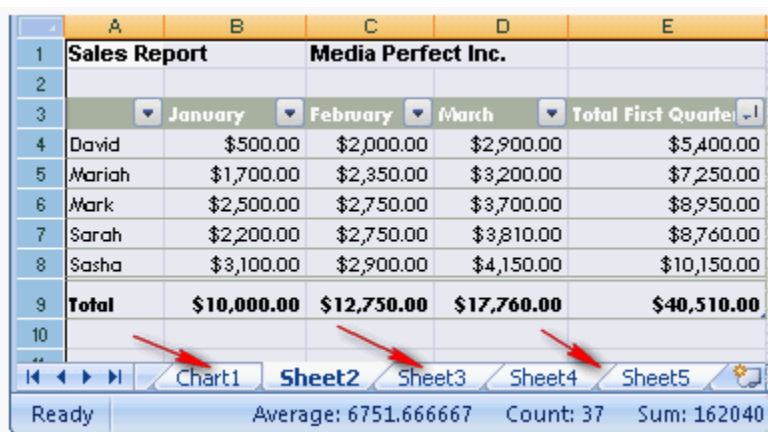 A B C D E
1 Sales Report Media Perfect Inc.
2
3 January February March Total First Quarter
4 David $500.00 $2,000.00 $2,900.00 $5,400.00
5 Mariah $1,700.00 $2,350.00 $3,200.00 $7,250.00
6 Mark $2,500.00 $2,750.00 $3,700.00 $8,950.00
7 Sarah $2,200.00 $2,750.00 $3,810.00 $8,760.00
8 Sasha $3,100.00 $2,900.00 $4,150.00 $10,150.00
9 Total $10,000.00 $12,750.00 $17,760.00 $40,510.00
10
Chart1 Sheet2 Sheet3 Sheet4 Sheet5
Ready Average: 6751.666667 Count: 37 Sum: 162040